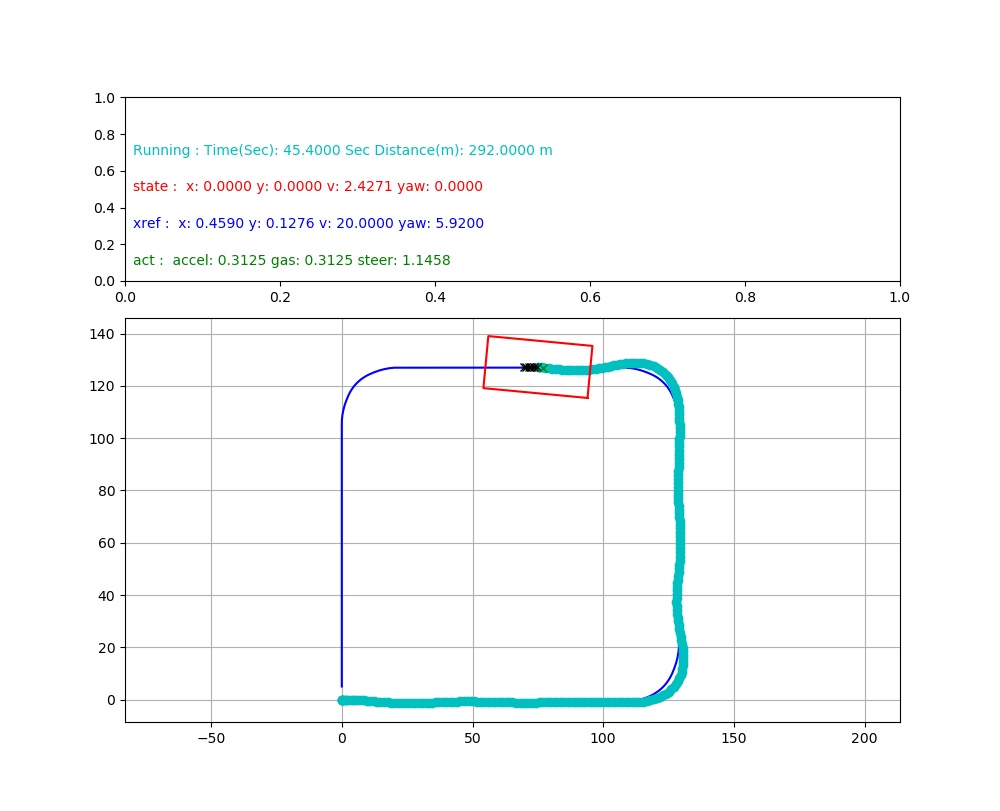 1.0
0.8
Running : Time(Sec): 45.4000 Sec Distance(m): 292.0000 m
0.6
state :  x: 0.0000 y: 0.0000 v: 2.4271 yaw: 0.0000
0.4
xref :  x: 0.4590 y: 0.1276 v: 20.0000 yaw: 5.9200
0.2
act :  accel: 0.3125 gas: 0.3125 steer: 1.1458
0.0
0.0 0.2 0.4 0.6 0.8 1.0
140
120
100
80
60
40
20
0
−50 0 50 100 150 200